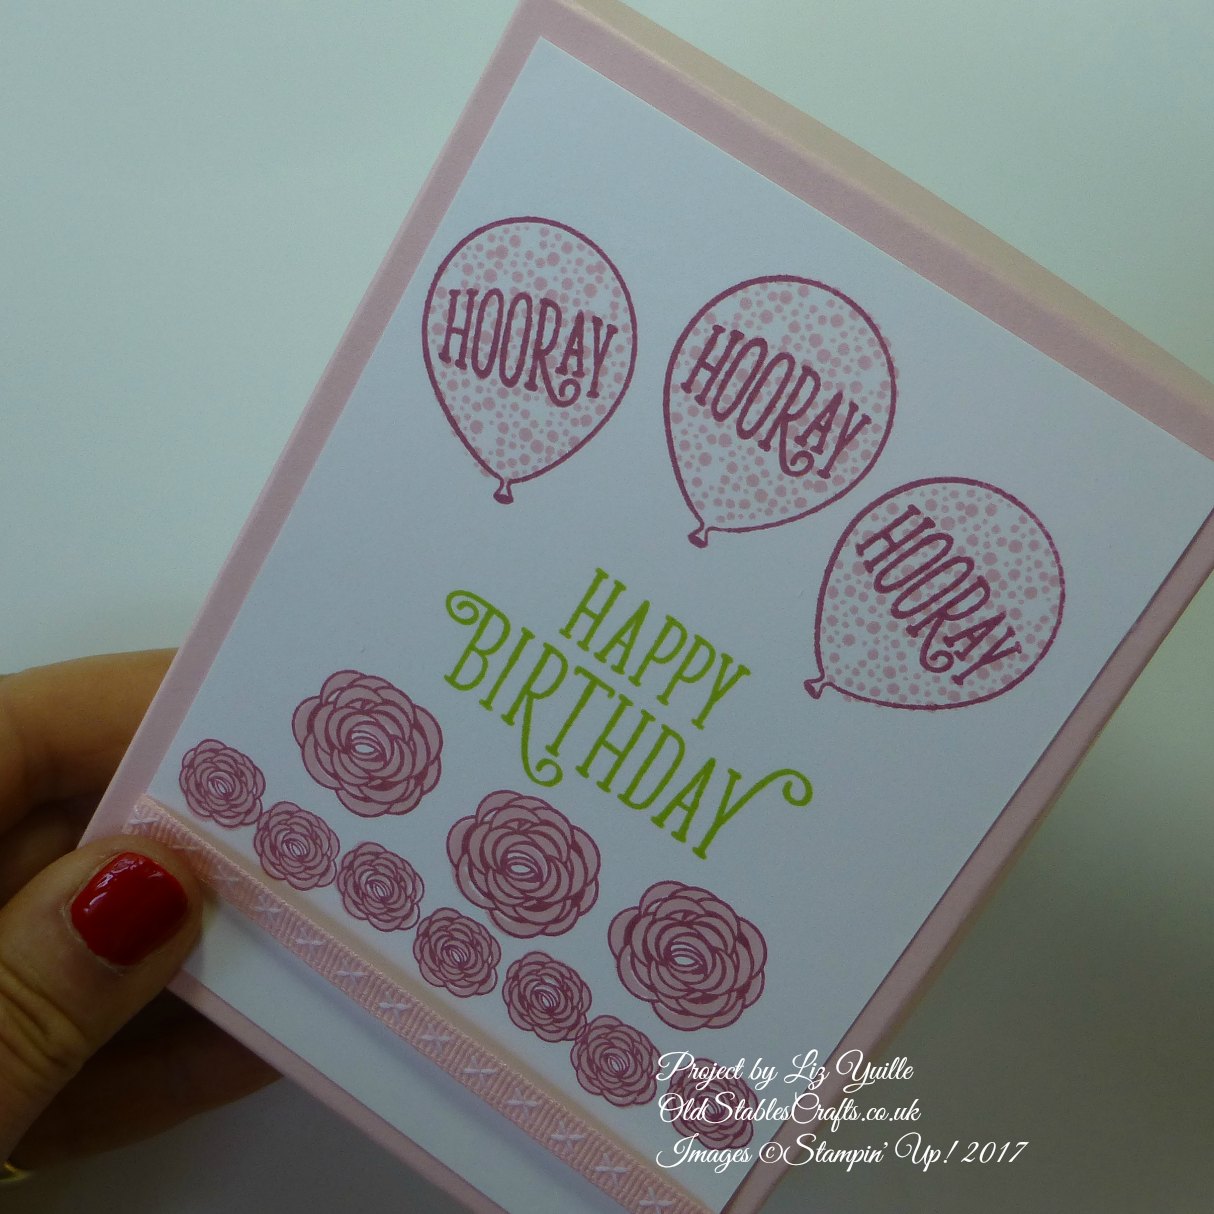 HOORAY
HOORAY
HOORAY
HAPPY
BIRTHDAY
Project by Liz Yuille
OldStablesCrafts.co.uk
Images ©Stampin' Up! 2017